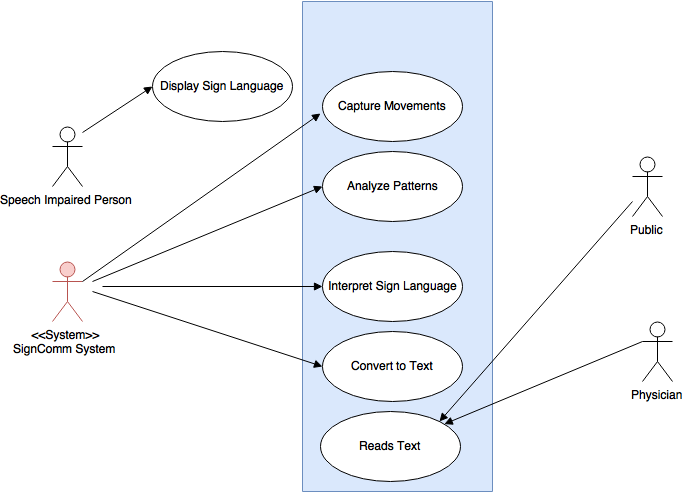 Display Sign Language
Capture Movements
Speech Impaired Person
Analyze Patterns
Public
<<System>>
SignComm System
Interpret Sign Language
Convert to Text
Physician
Reads Text